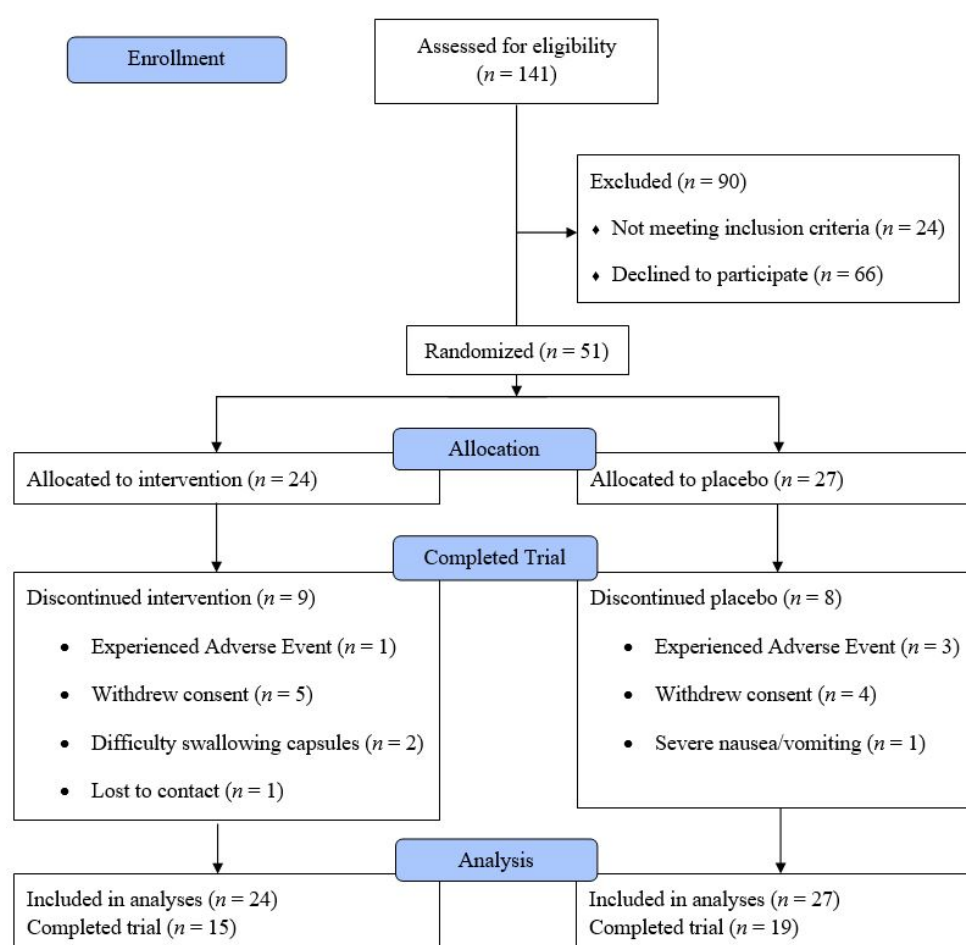 Enrollment
Assessed for eligibility
(n = 141)
Excluded (n = 90)
⬧ Not meeting inclusion criteria (n = 24)
⬧ Declined to participate (n = 66)
Randomized (n = 51)
Allocation
Allocated to intervention (n = 24)
Allocated to placebo (n = 27)
Completed Trial
Discontinued intervention (n = 9)
• Experienced Adverse Event (n = 1)
• Withdrew consent (n = 5)
• Difficulty swallowing capsules (n = 2)
• Lost to contact (n = 1)
Discontinued placebo (n = 8)
• Experienced Adverse Event (n = 3)
• Withdrew consent (n = 4)
• Severe nausea/vomiting (n = 1)
Analysis
Included in analyses (n = 24)
Completed trial (n = 15)
Included in analyses (n = 27)
Completed trial (n = 19)